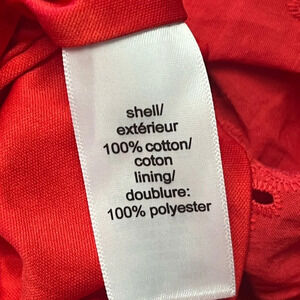 shell/
extérieur
100% cotton/
coton
lining/
doublure:
100% polyester